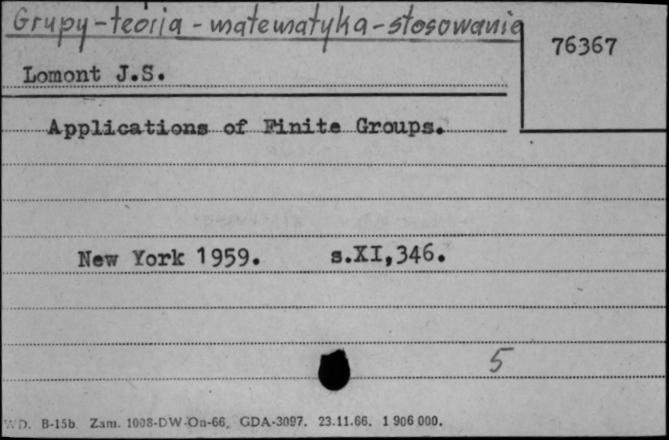 Grupy-teoria-matematyka-stosowanie
76367
Lomont J.S.
Applications of Finite Groups.
New York 1959. s.XI,346.
5
WD. B-15b Zam. 1008-DW-On-66, GDA-3097. 23.11.66. 1 906 000.